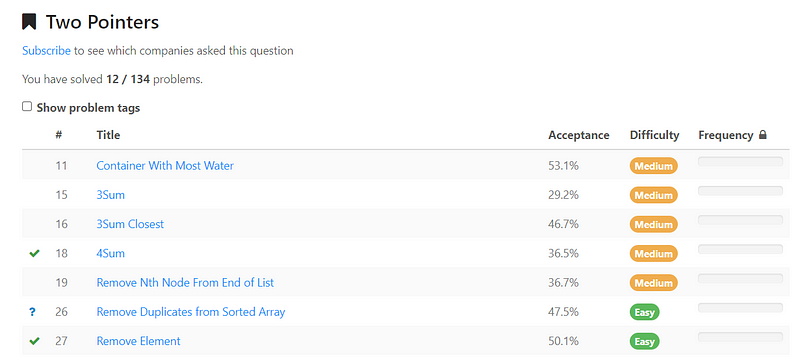 Two Pointers
Subscribe to see which companies asked this question
You have solved 12 / 134 problems.
Show problem tags
# Title Acceptance Difficulty Frequency
11 Container With Most Water 53.1% Medium
15 3Sum 29.2% Medium
16 3Sum Closest 46.7% Medium
18 4Sum 36.5% Medium
19 Remove Nth Node From End of List 36.7% Medium
? 26 Remove Duplicates from Sorted Array 47.5% Easy
27 Remove Element 50.1% Easy